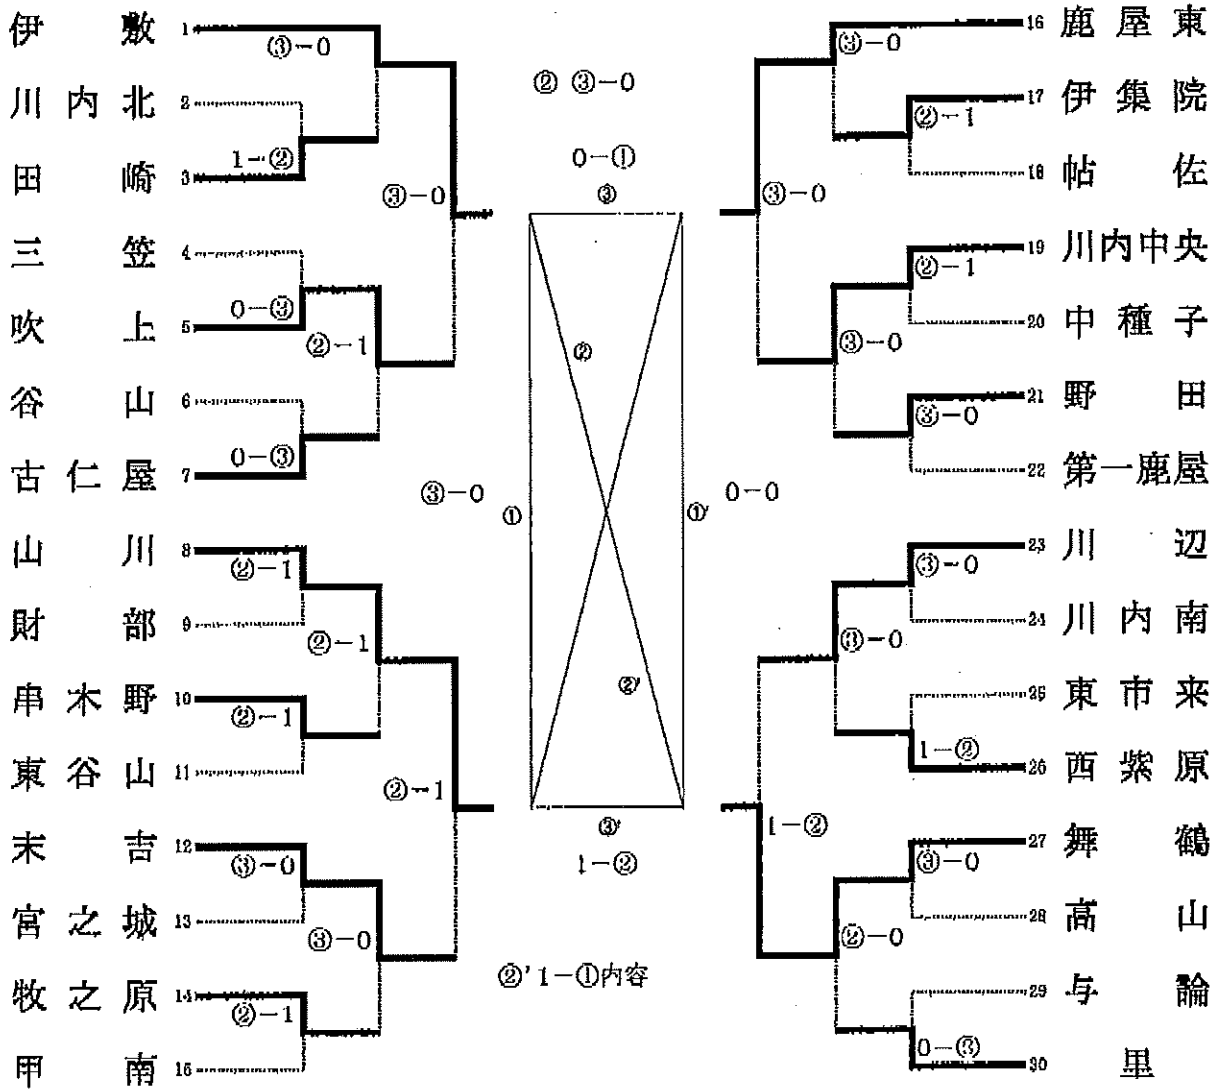 伊敷 1
③-0
川内北 2
1-②
田崎 3
③-0
三笠 4
0-③
吹上 5
②-1
谷山 6
0-③
古仁屋 7
③-0
山川 8
②-1
財部 9
②-1
串木野 10
②-1
東谷山 11
②-1
末吉 12
③-0
宮之城 13
③-0
牧之原 14
②-1
甲南 15
② ③-0
0-①
③
②
①
①'
0-0
②'
③'
1-②
②' 1-①内容
16 鹿屋東
③-0
17 伊集院
②-1
18 帖佐
③-0
19 川内中央
②-1
20 中種子
③-0
21 野田
③-0
22 第一鹿屋
23 川辺
③-0
24 川内南
③-0
25 東市来
1-②
26 西紫原
1-②
27 舞鶴
③-0
28 高山
②-0
29 与論
0-③
30 里